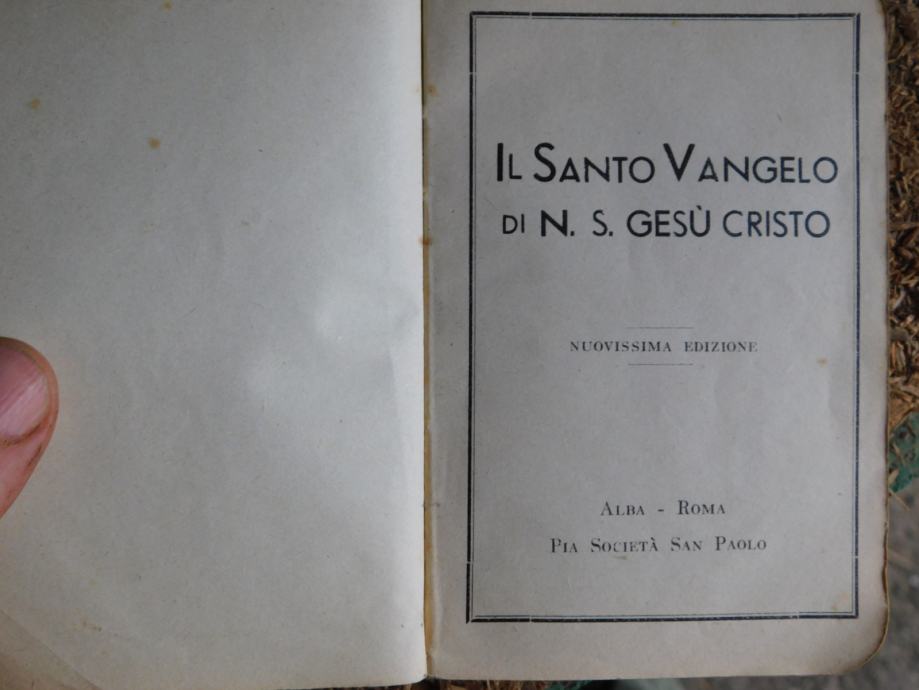 IL SANTO VANGELO
DI N. S. GESÙ CRISTO
NUOVISSIMA EDIZIONE
ALBA - ROMA
PIA SOCIETÀ SAN PAOLO